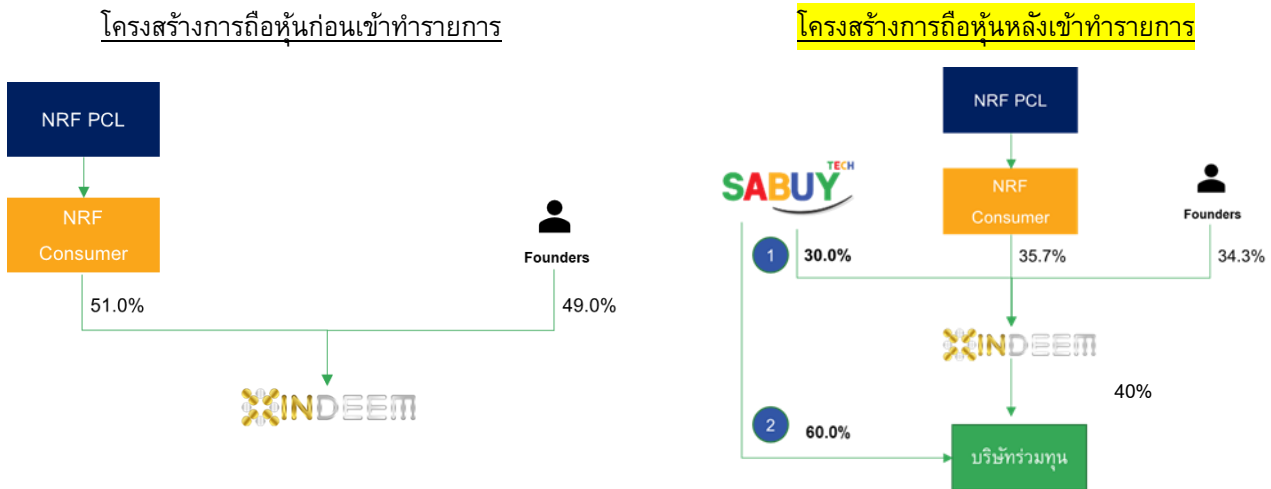 โครงสร้างการถือหุ้นก่อนเข้าทำรายการ
NRF PCL
NRF
Consumer
Founders
51.0%
49.0%
INDEEM
โครงสร้างการถือหุ้นหลังเข้าทำรายการ
NRF PCL
SABUY TECH
NRF
Consumer
Founders
1
30.0%
35.7%
34.3%
INDEEM
40%
2
60.0%
บริษัทร่วมทุน